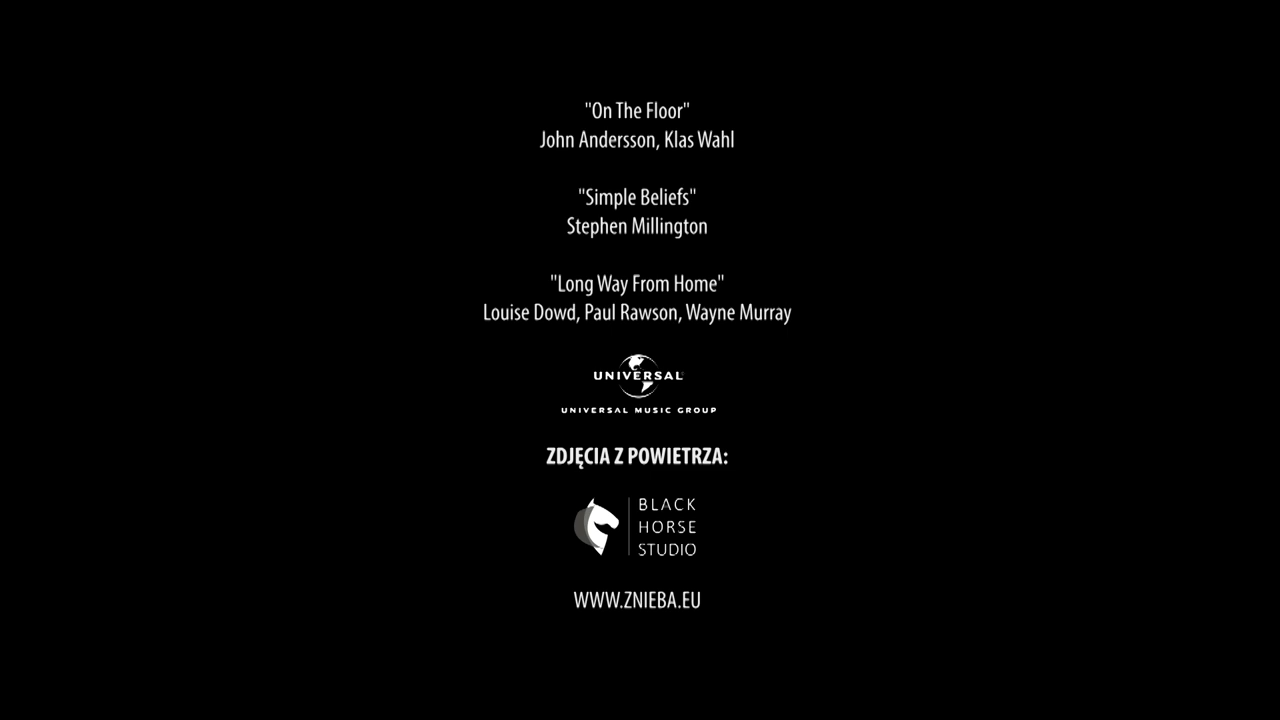 "On The Floor"
John Andersson, Klas Wahl
"Simple Beliefs"
Stephen Millington
"Long Way From Home"
Louise Dowd, Paul Rawson, Wayne Murray
UNIVERSAL
UNIVERSAL MUSIC GROUP
ZDJĘCIA Z POWIETRZA:
BLACK
HORSE
STUDIO
WWW.ZNIEBA.EU